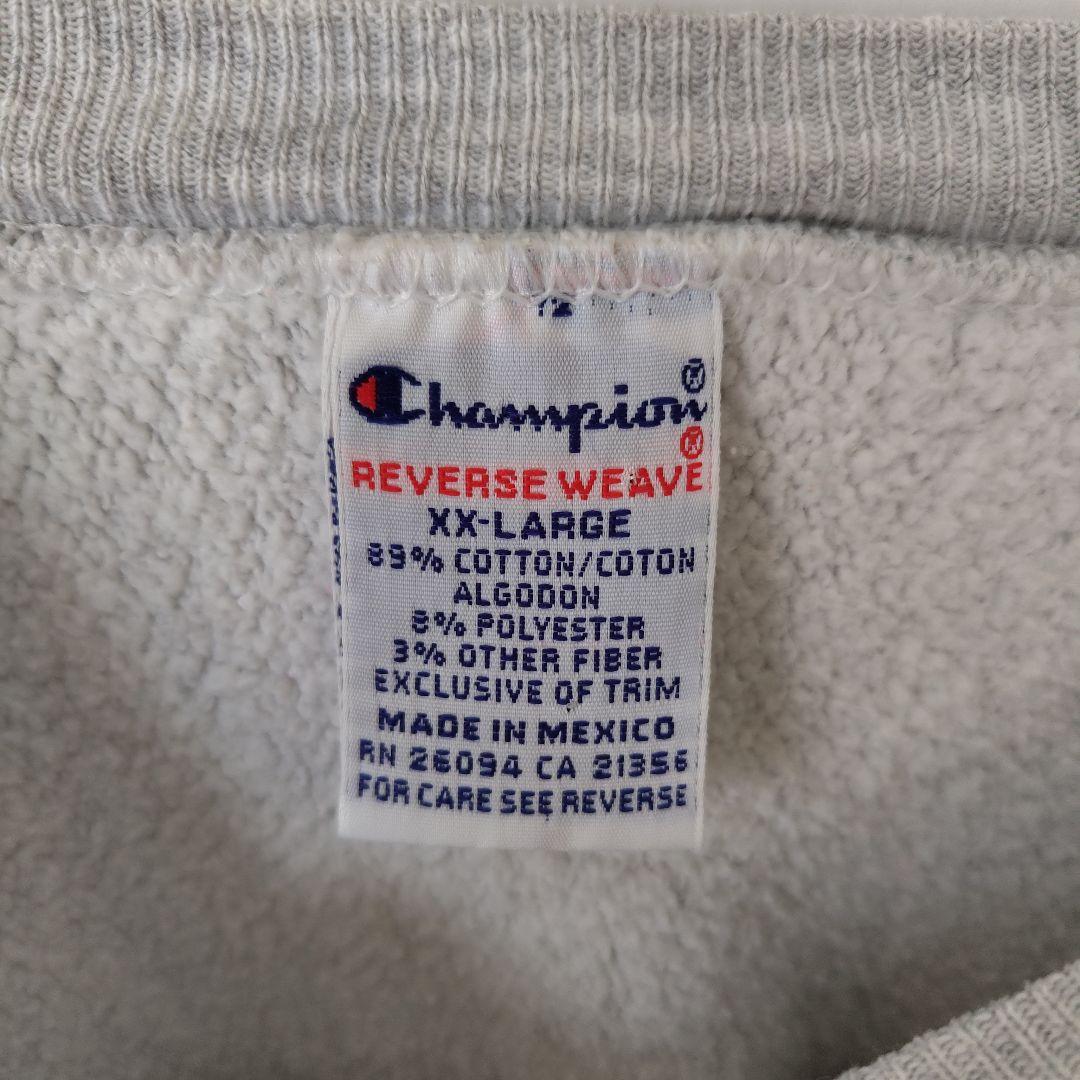 Champion®
REVERSE WEAVE®
XX-LARGE
89% COTTON/COTON
ALGODON
8% POLYESTER
3% OTHER FIBER
EXCLUSIVE OF TRIM
MADE IN MEXICO
RN 26094 CA 21356
FOR CARE SEE REVERSE